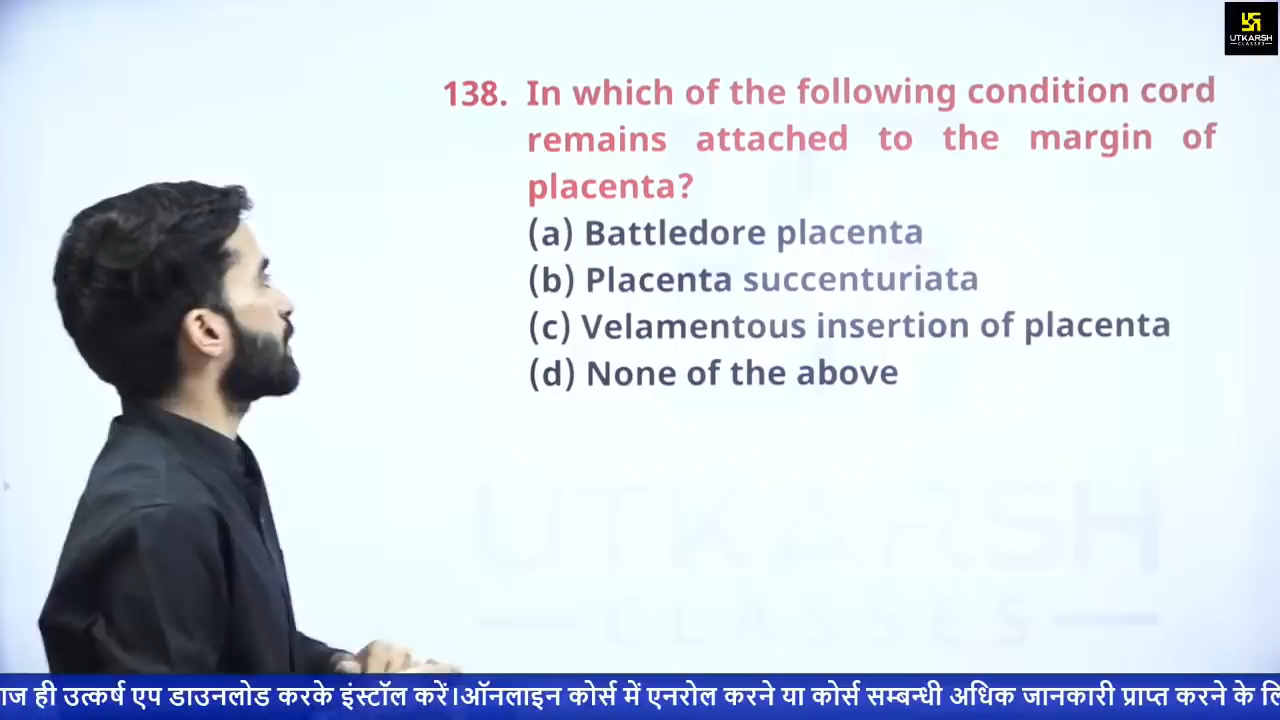 UTKARSH
CLASSES
138. In which of the following condition cord
remains attached to the margin of
placenta?
(a) Battledore placenta
(b) Placenta succenturiata
(c) Velamentous insertion of placenta
(d) None of the above
UTKARSH
CLASSES
ही उत्कर्ष एप डाउनलोड करके इंस्टॉल करें।ऑनलाइन कोर्स में एनरोल करने या कोर्स सम्बन्धी अधिक जानकारी प्राप्त करने के